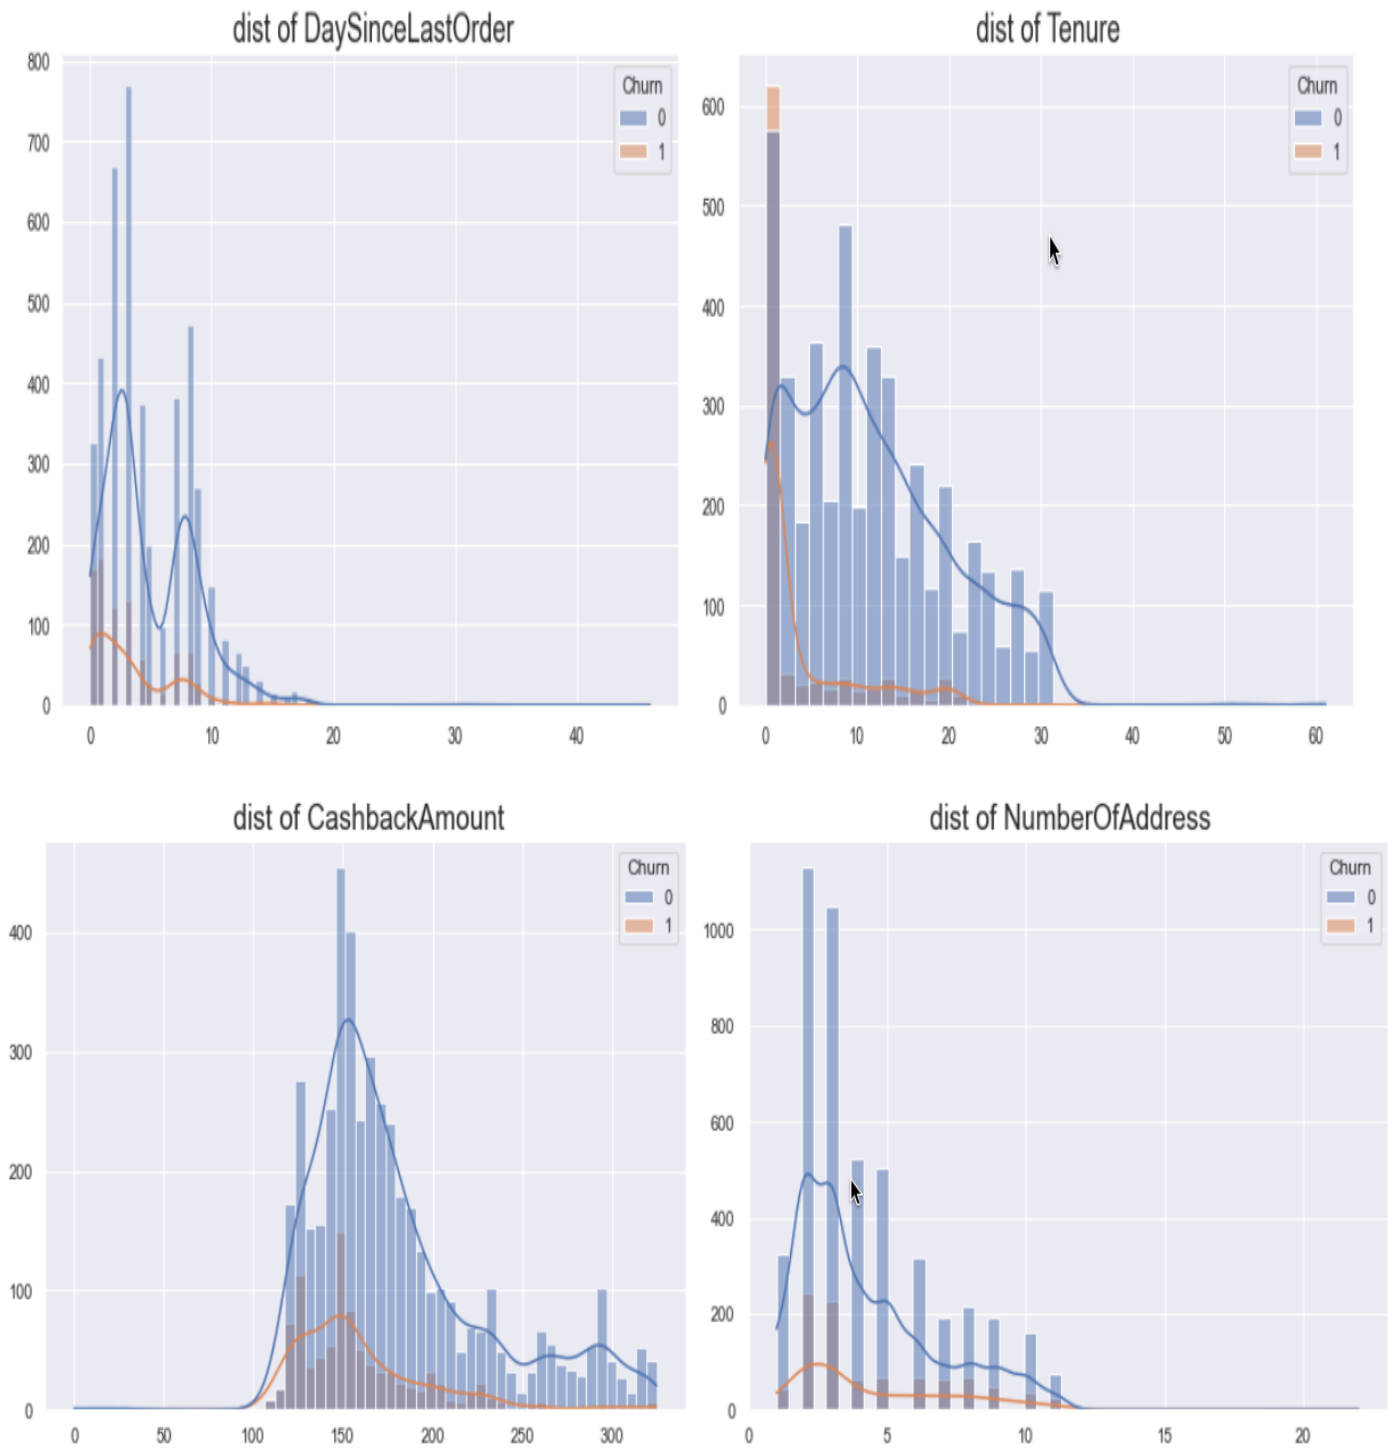 dist of DaySinceLastOrder
800
700
600
500
400
300
200
100
0
0 10 20 30 40
Churn
0
1
dist of Tenure
600
500
400
300
200
100
0
0 10 20 30 40 50 60
Churn
0
1
dist of CashbackAmount
400
300
200
100
0
0 50 100 150 200 250 300
Churn
0
1
dist of NumberOfAddress
1000
800
600
400
200
0
0 5 10 15 20
Churn
0
1